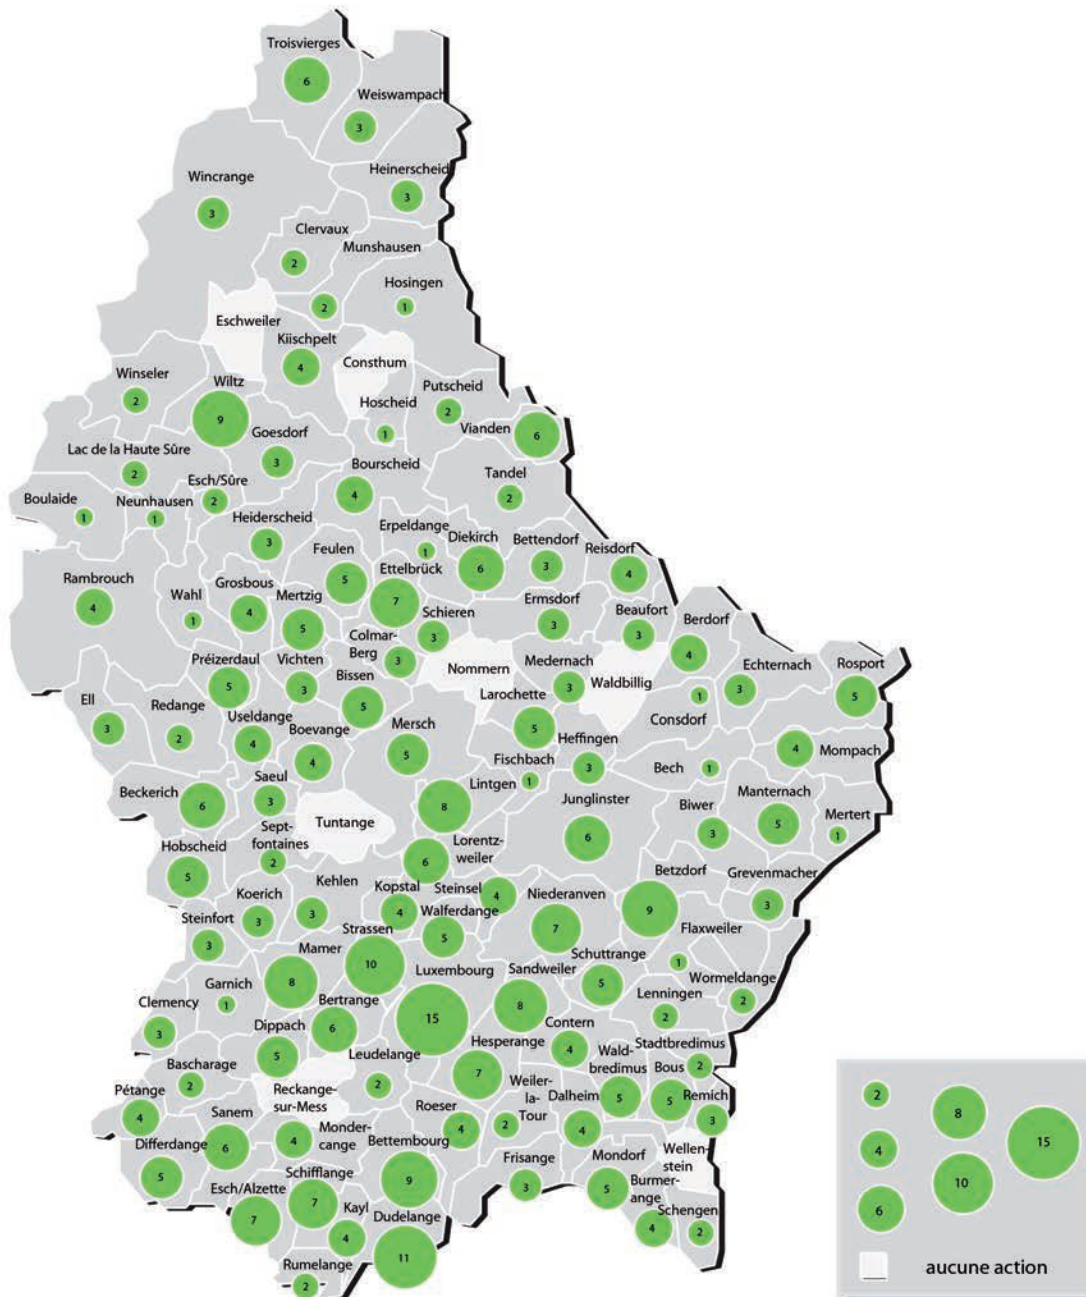 Troisvierges
6
Weiswampach
3
Heinerscheid
3
Wincrange
3
Clervaux
2
Munshausen
2
Hosingen
1
Eschweiler
Kiischpelt
4
Consthum
Winseler
2
Wiltz
9
Putscheid
2
Hoscheid
1
Vianden
6
Goesdorf
3
Lac de la Haute Sûre
2
Bourscheid
4
Tandel
2
Esch/Sûre
2
Boulaide
1
Neunhausen
1
Heiderscheid
3
Erpeldange
1
Diekirch
6
Bettendorf
3
Reisdorf
4
Feulen
5
Ettelbrück
7
Rambrouch
4
Wahl
1
Grosbous
4
Mertzig
5
Schieren
3
Ermsdorf
3
Beaufort
3
Berdorf
4
Colmar-
Berg
3
Nommern
Medernach
3
Waldbillig
Echternach
3
Rosport
5
Préizerdaul
5
Vichten
3
Bissen
5
Larochette
5
Consdorf
1
Ell
3
Redange
2
Useldange
4
Boevange
4
Mersch
5
Heffingen
3
Mompach
4
Fischbach
1
Bech
1
Beckerich
6
Saeul
3
Lintgen
8
Junglinster
6
Biwer
3
Manternach
5
Mertert
1
Tuntange
Sept-
fontaines
2
Lorentz-
weiler
6
Hobscheid
5
Betzdorf
9
Grevenmacher
3
Koerich
3
Kehlen
3
Kopstal
4
Steinsel
4
Niederanven
7
Walferdange
5
Steinfort
3
Strassen
10
Flaxweiler
1
Mamer
8
Luxembourg
15
Sandweiler
8
Schuttrange
5
Wormeldange
2
Garnich
1
Lenningen
2
Clemency
3
Bertrange
6
Dippach
5
Contern
4
Stadtbredimus
2
Hesperange
7
Leudelange
2
Wald-
bredimus
5
Bous
5
Bascharage
2
Reckange-
sur-Mess
Weiler-
la-
Tour
2
Dalheim
4
Remich
3
Pétange
4
Sanem
6
Monder-
cange
4
Roeser
4
Differdange
5
Bettembourg
9
Frisange
3
Mondorf
5
Wellen-
stein
Schifflange
7
Burmer-
ange
4
Esch/Alzette
7
Kayl
4
Schengen
2
Dudelange
11
Rumelange
2
2
4
6
8
10
15
aucune action